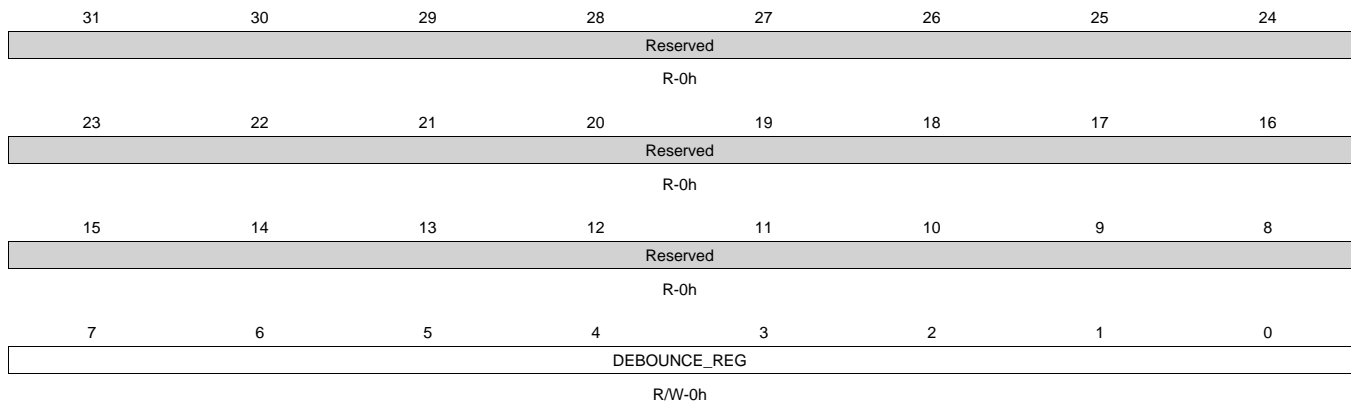 31 30 29 28 27 26 25 24
Reserved
R-0h
23 22 21 20 19 18 17 16
Reserved
R-0h
15 14 13 12 11 10 9 8
Reserved
R-0h
7 6 5 4 3 2 1 0
DEBOUNCE_REG
R/W-0h